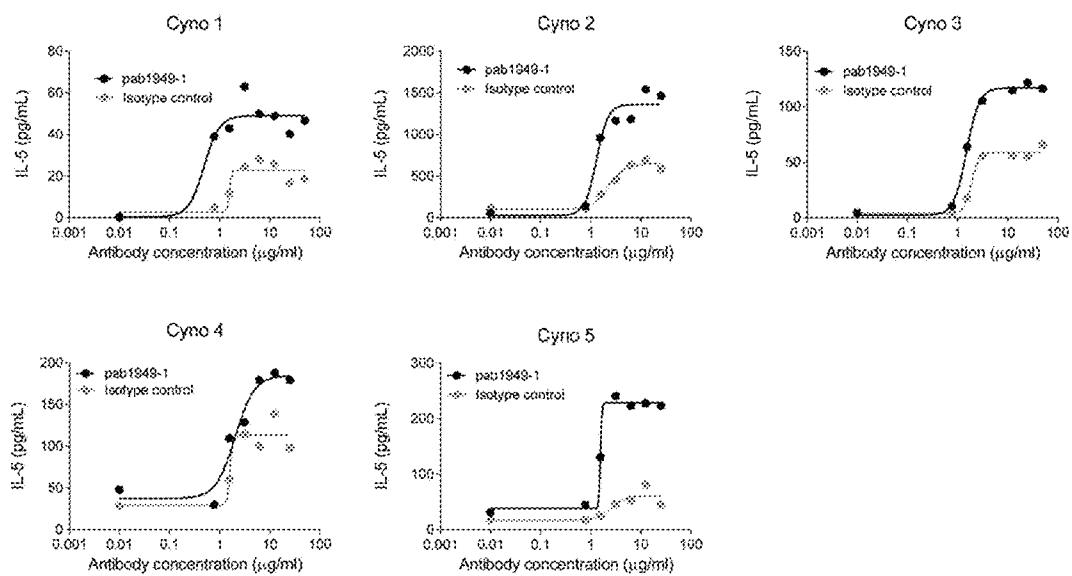 Cyno 1
IL-5 (pg/mL)
80
60
40
20
0
pab1949-1
Isotype control
0.001 0.01 0.1 1 10 100
Antibody concentration (μg/ml)
Cyno 2
IL-5 (pg/mL)
2000
1500
1000
500
0
pab1949-1
Isotype control
0.001 0.01 0.1 1 10 100
Antibody concentration (μg/ml)
Cyno 3
IL-5 (pg/mL)
150
100
50
0
pab1949-1
Isotype control
0.001 0.01 0.1 1 10 100
Antibody concentration (μg/ml)
Cyno 4
IL-5 (pg/mL)
200
150
100
50
0
pab1949-1
Isotype control
0.001 0.01 0.1 1 10 100
Antibody concentration (μg/ml)
Cyno 5
IL-5 (pg/mL)
300
200
100
0
pab1949-1
Isotype control
0.001 0.01 0.1 1 10 100
Antibody concentration (μg/ml)